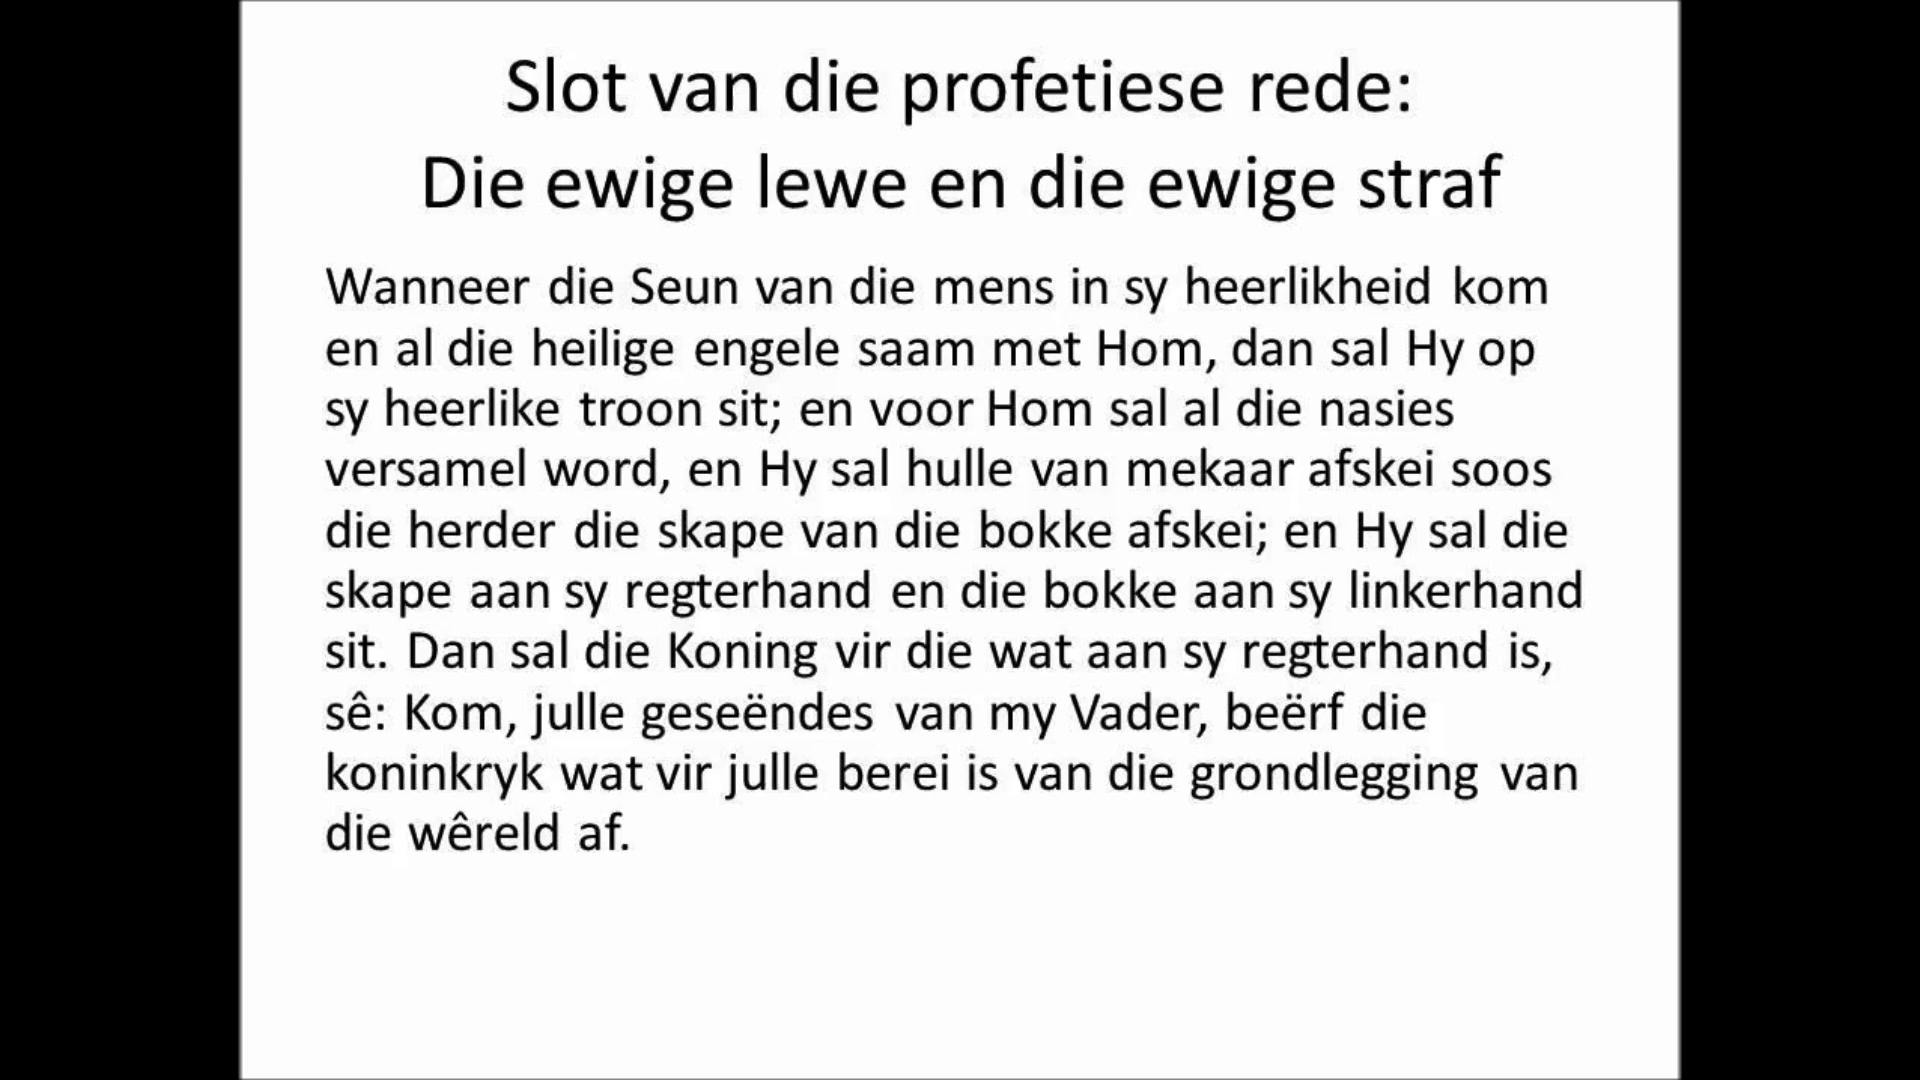 Slot van die profetiese rede:
Die ewige lewe en die ewige straf
Wanneer die Seun van die mens in sy heerlikheid kom
en al die heilige engele saam met Hom, dan sal Hy op
sy heerlike troon sit; en voor Hom sal al die nasies
versamel word, en Hy sal hulle van mekaar afskei soos
die herder die skape van die bokke afskei; en Hy sal die
skape aan sy regterhand en die bokke aan sy linkerhand
sit. Dan sal die Koning vir die wat aan sy regterhand is,
sê: Kom, julle geseëndes van my Vader, beërf die
koninkryk wat vir julle berei is van die grondlegging van
die wêreld af.